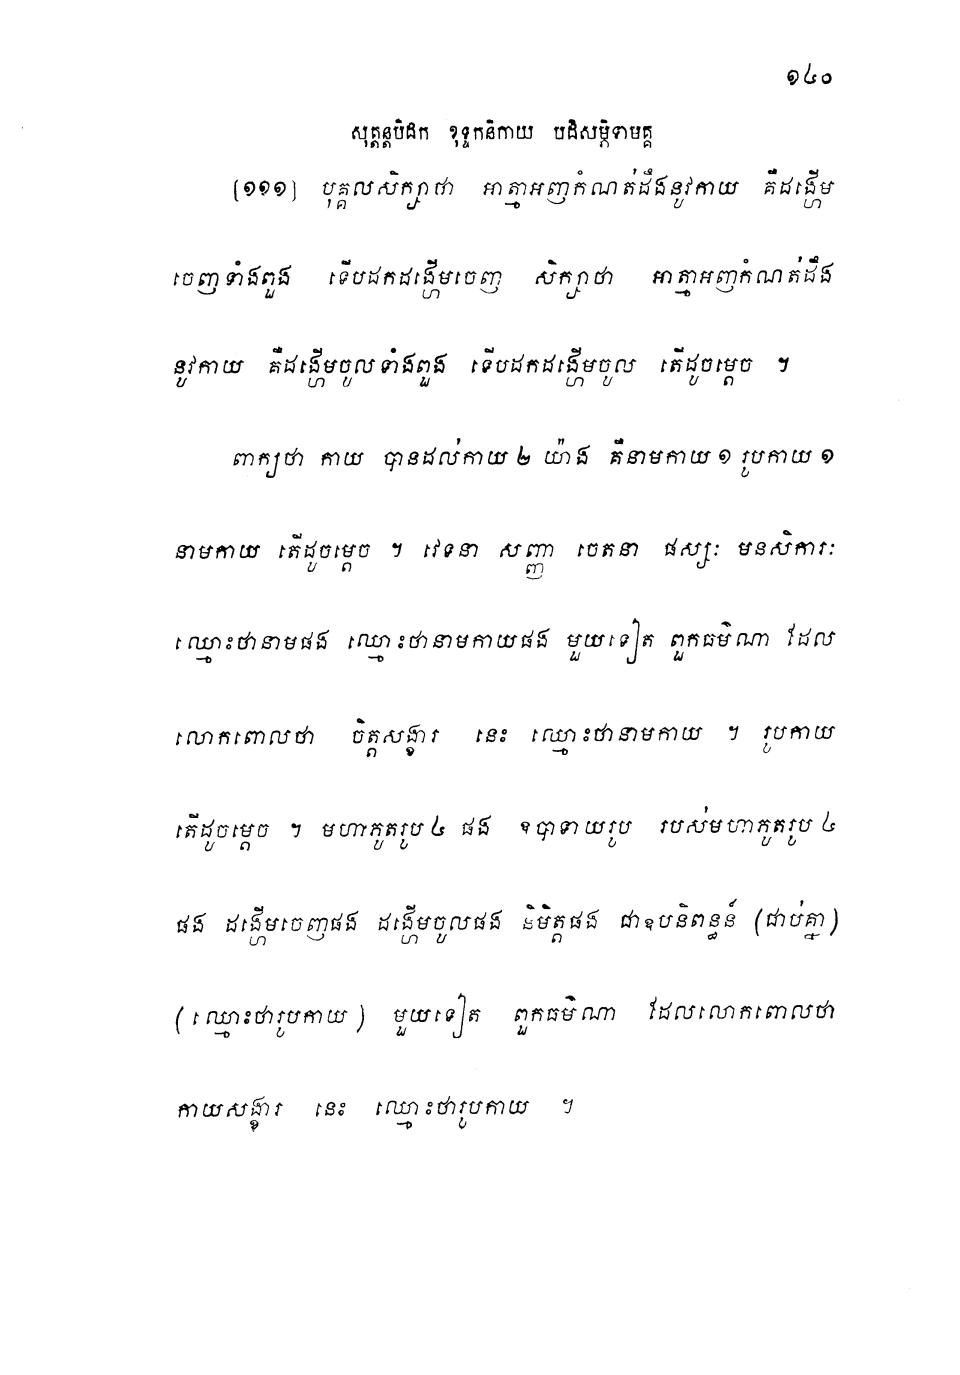 ១៤០
សុត្តន្តបិដក ខុទ្ទកនិកាយ បដិសម្ភិទាមគ្គ
(១១១) បុគ្គលសិក្សាថា អាត្មាអញកំណត់ដឹងនូវកាយ គឺដង្ហើម
ចេញទាំងពួង ទើបដកដង្ហើមចេញ សិក្សាថា អាត្មាអញកំណត់ដឹង
នូវកាយ គឺដង្ហើមចូលទាំងពួង ទើបដកដង្ហើមចូល តើដូចម្តេច ។
ពាក្យថា កាយ បានដល់កាយ ២ យ៉ាង គឺនាមកាយ ១ រូបកាយ ១
នាមកាយ តើដូចម្តេច ។ វេទនា សញ្ញា ចេតនា ផស្សៈ មនសិការៈ
ឈ្មោះថានាមផង ឈ្មោះថានាមកាយផង មួយទៀត ពួកធម៌ណា ដែល
លោកពោលថា ចិត្តសង្ខារ នេះ ឈ្មោះថានាមកាយ ។ រូបកាយ
តើដូចម្តេច ។ មហាភូតរូប ៤ ផង ឧបាទាយរូប របស់មហាភូតរូប ៤
ផង ដង្ហើមចេញផង ដង្ហើមចូលផង និមិត្តផង ជាឧបនិពន្ធន៍ (ជាប់គ្នា)
(ឈ្មោះថារូបកាយ) មួយទៀត ពួកធម៌ណា ដែលលោកពោលថា
កាយសង្ខារ នេះ ឈ្មោះថារូបកាយ ។